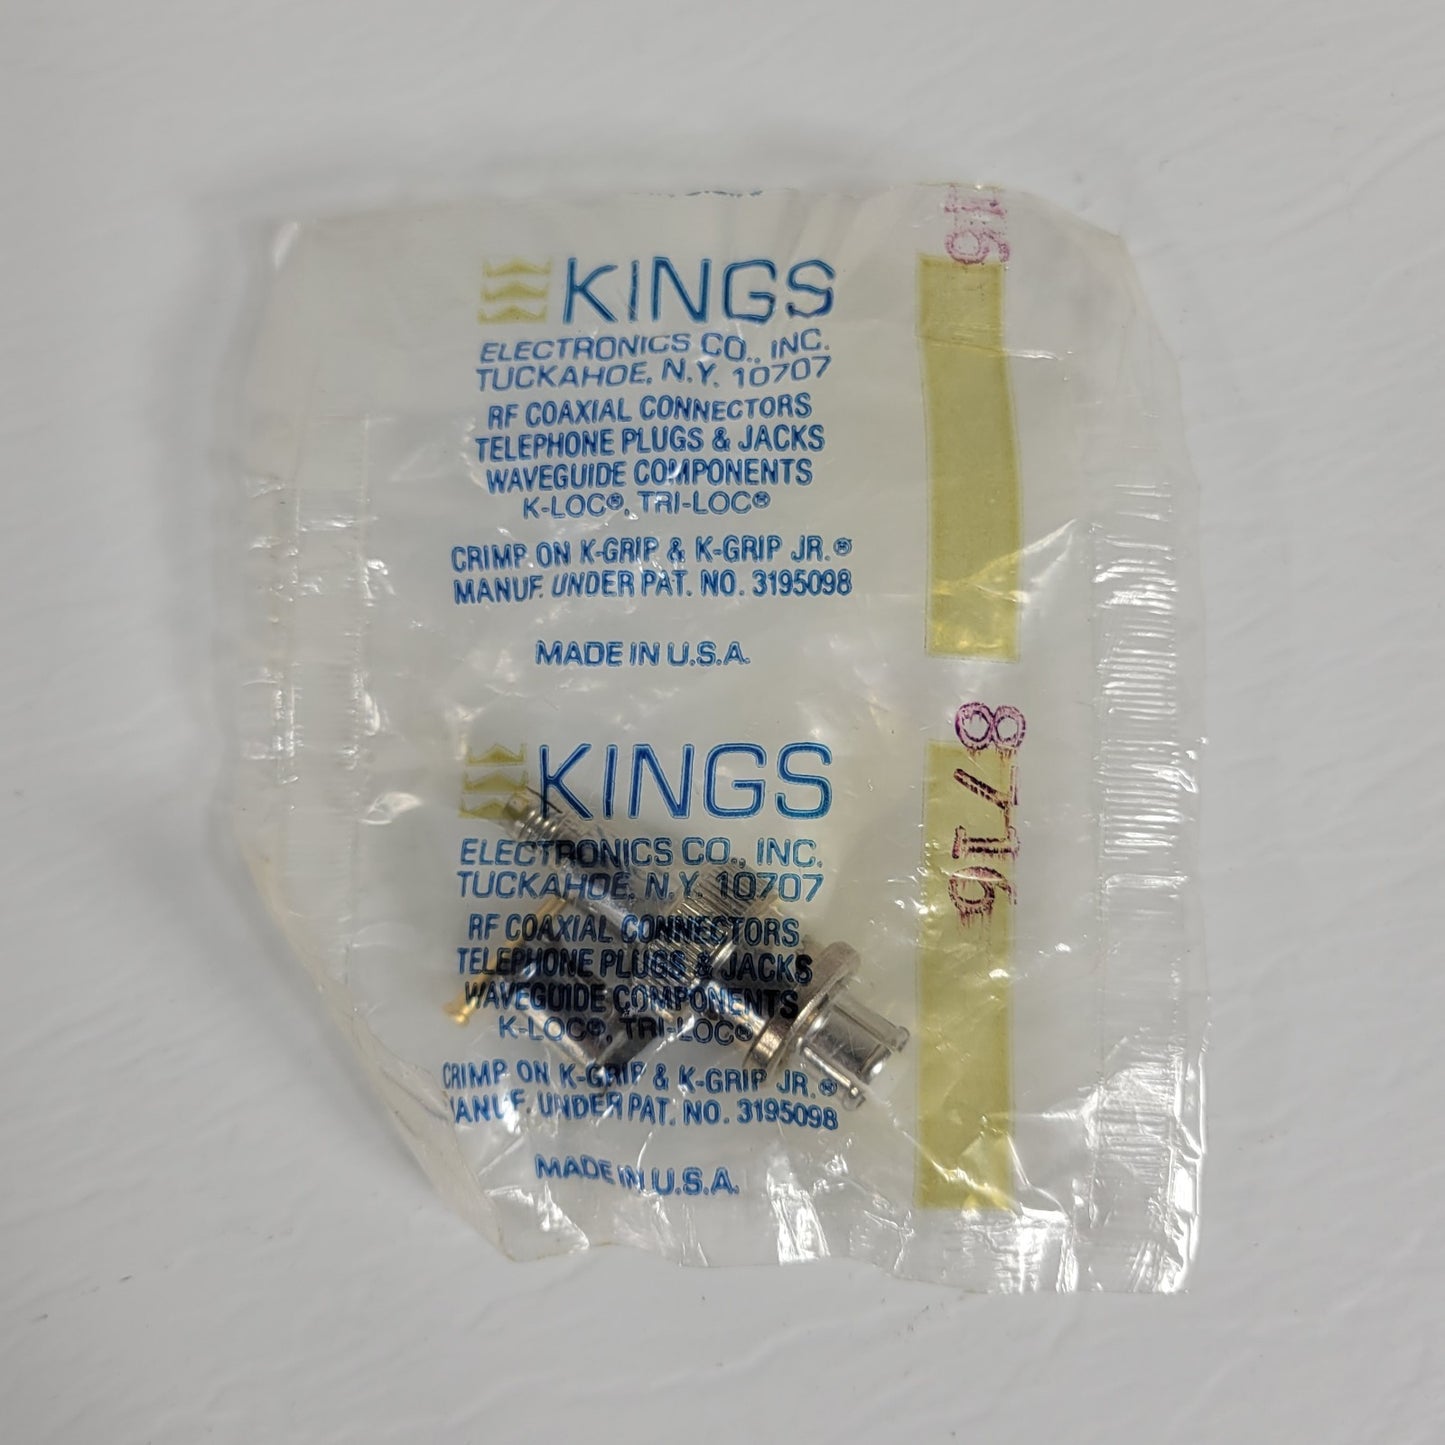 16
KINGS
ELECTRONICS CO., INC.
TUCKAHOE, N.Y. 10707
RF COAXIAL CONNECTORS
TELEPHONE PLUGS & JACKS
WAVEGUIDE COMPONENTS
K-LOC®, TRI-LOC®
CRIMP ON K-GRIP & K-GRIP JR.®
MANUF. UNDER PAT. NO. 3195098
MADE IN U.S.A.
8716
KINGS
ELECTRONICS CO., INC.
TUCKAHOE, N.Y. 10707
RF COAXIAL CONNECTORS
TELEPHONE PLUGS & JACKS
WAVEGUIDE COMPONENTS
K-LOC®, TRI-LOC®
CRIMP ON K-GRIP & K-GRIP JR.®
MANUF. UNDER PAT. NO. 3195098
MADE IN U.S.A.